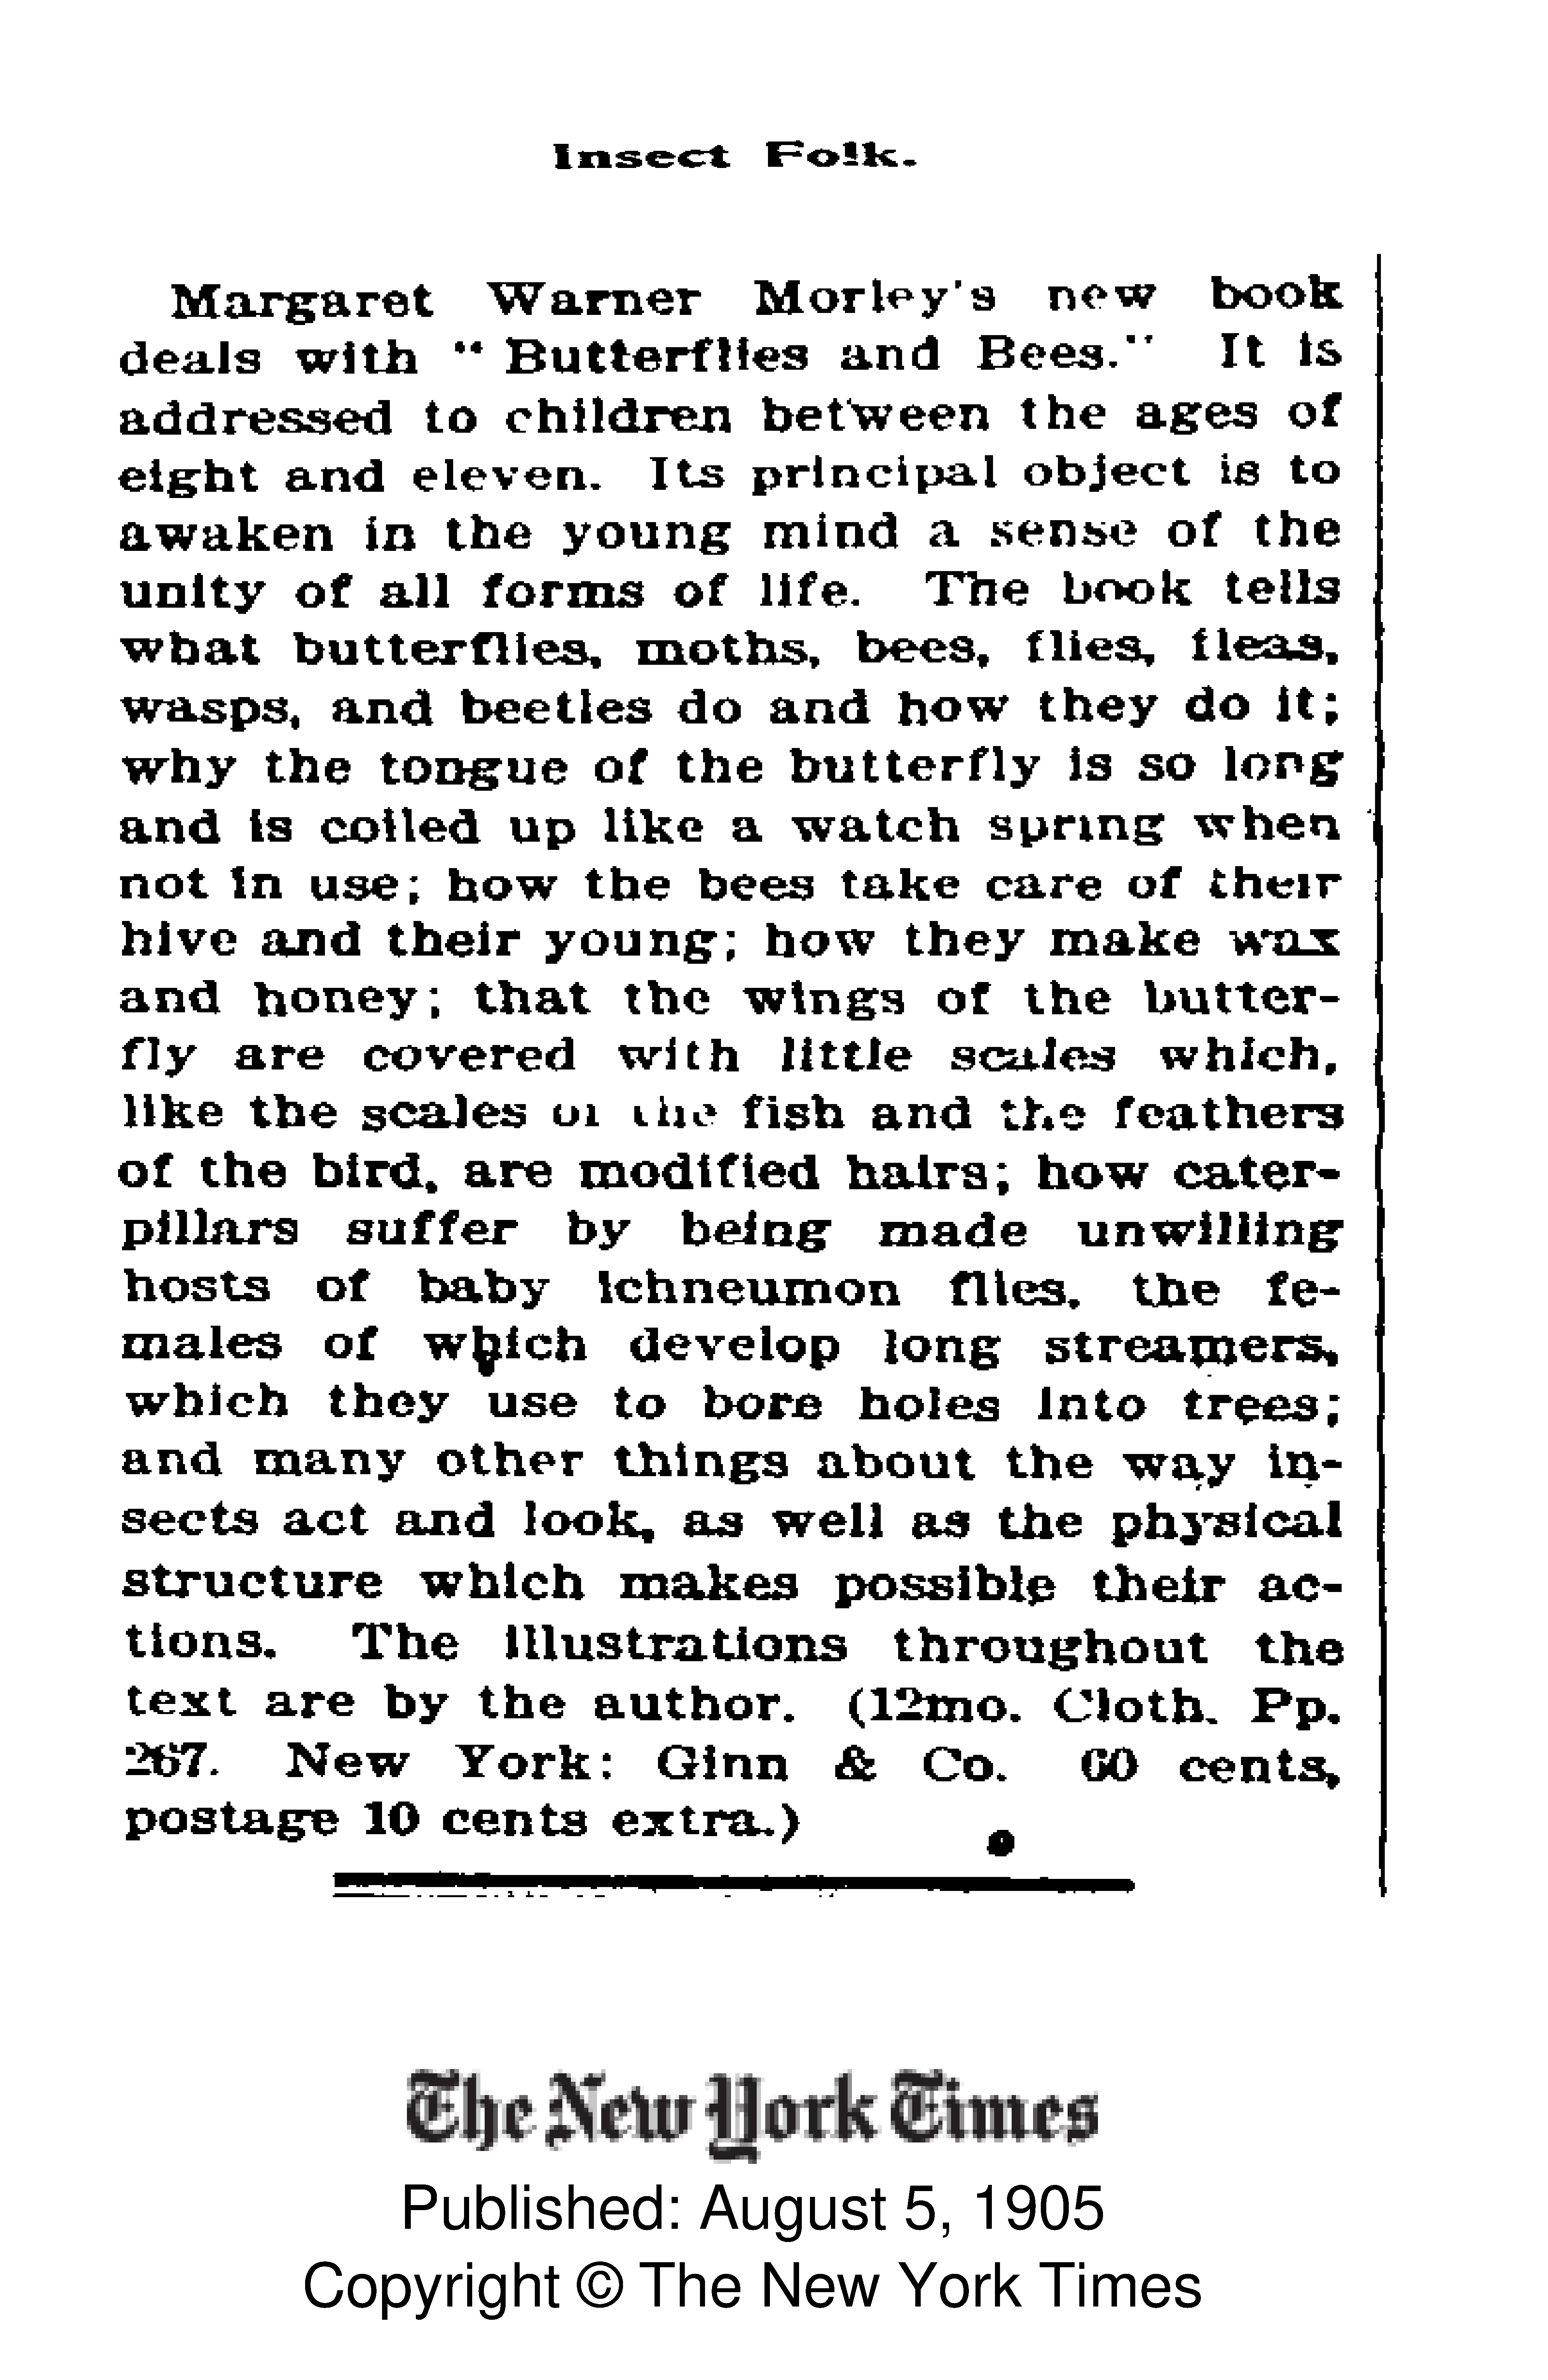 Insect Folk.
Margaret Warner Morley's new book
deals with "Butterflies and Bees." It is
addressed to children between the ages of
eight and eleven. Its principal object is to
awaken in the young mind a sense of the
unity of all forms of life. The book tells
what butterflies, moths, bees, flies, fleas,
wasps, and beetles do and how they do it;
why the tongue of the butterfly is so long
and is coiled up like a watch spring when
not in use; how the bees take care of their
hive and their young; how they make wax
and honey; that the wings of the butter-
fly are covered with little scales which,
like the scales of the fish and the feathers
of the bird, are modified hairs; how cater-
pillars suffer by being made unwilling
hosts of baby ichneumon flies, the fe-
males of which develop long streamers,
which they use to bore holes into trees;
and many other things about the way in-
sects act and look, as well as the physical
structure which makes possible their ac-
tions. The illustrations throughout the
text are by the author. (12mo. Cloth. Pp.
267. New York: Ginn & Co. 60 cents,
postage 10 cents extra.)
The New York Times
Published: August 5, 1905
Copyright © The New York Times